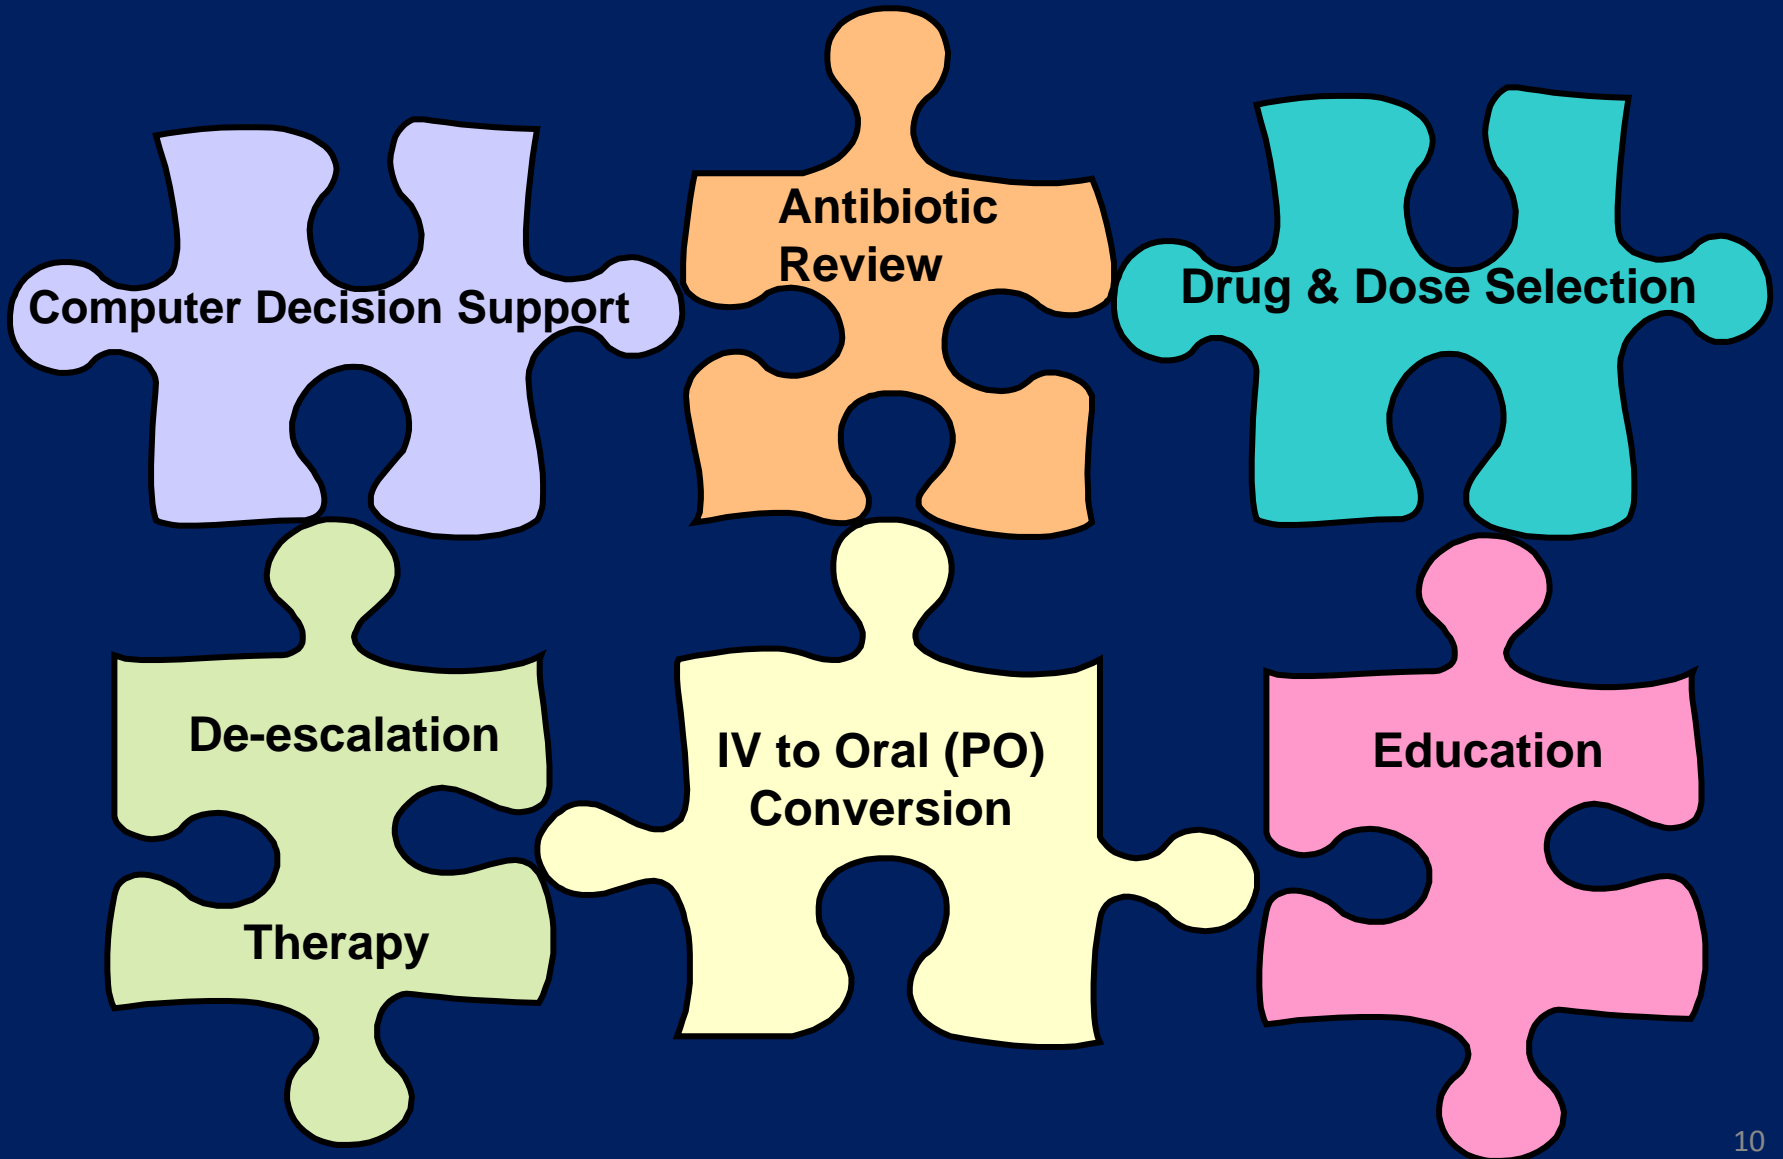 Computer Decision Support
Antibiotic
Review
Drug & Dose Selection
De-escalation
Therapy
IV to Oral (PO)
Conversion
Education
10